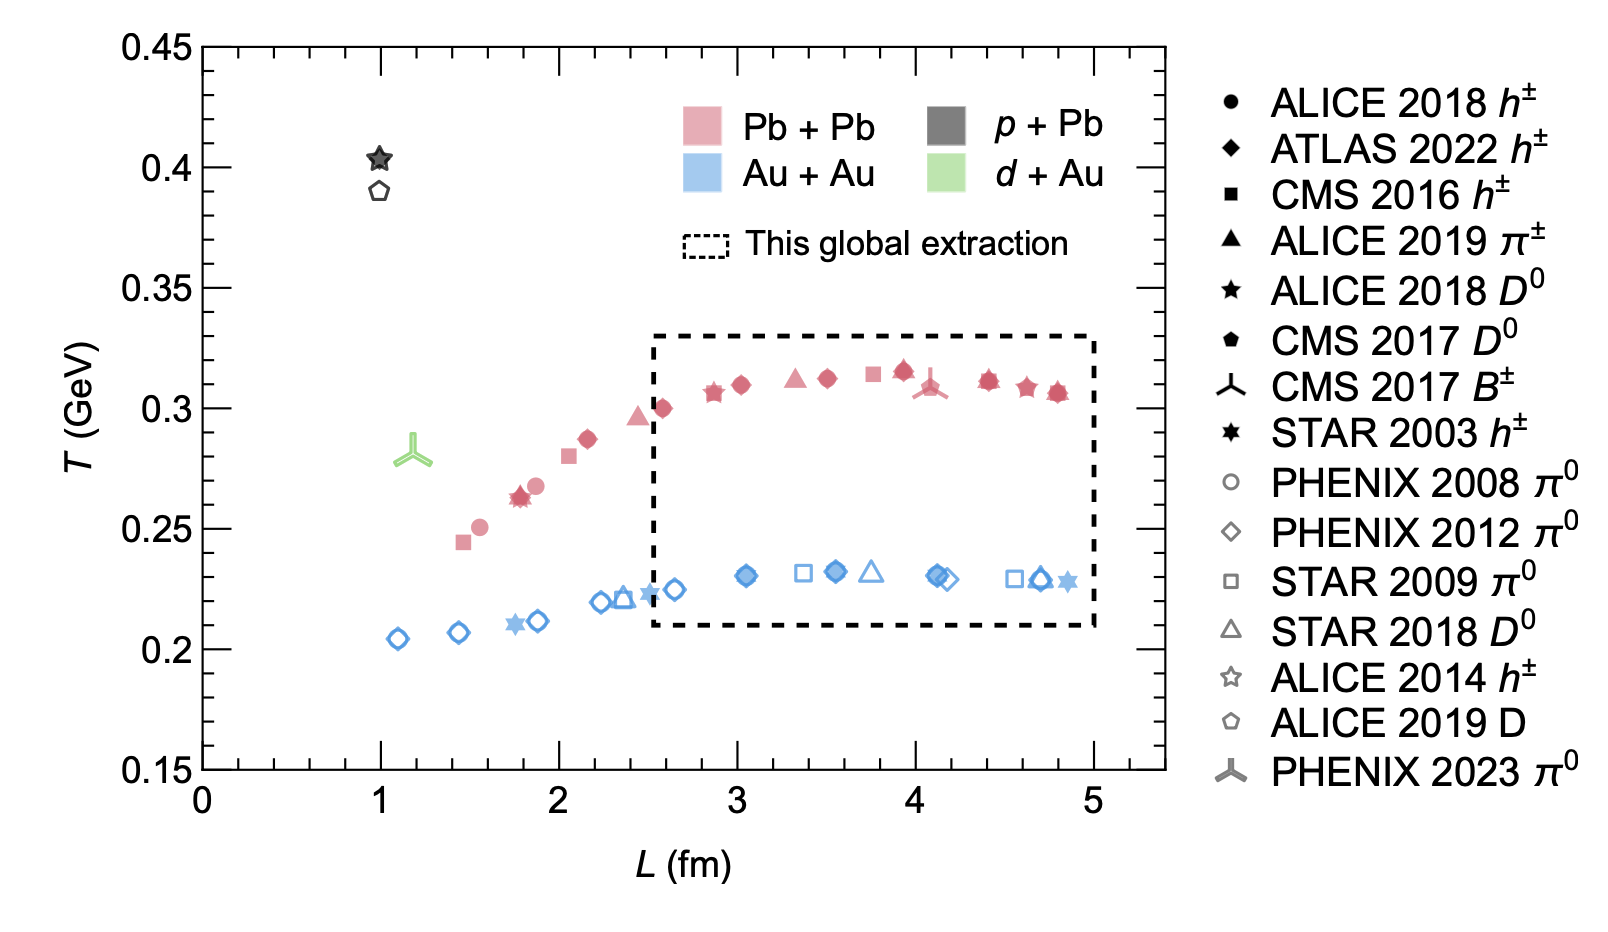 0.45
0.4
0.35
0.3
0.25
0.2
0.15
T (GeV)
0 1 2 3 4 5
L (fm)
Pb + Pb
p + Pb
Au + Au
d + Au
This global extraction
ALICE 2018 h±
ATLAS 2022 h±
CMS 2016 h±
ALICE 2019 π±
ALICE 2018 D⁰
CMS 2017 D⁰
CMS 2017 B±
STAR 2003 h±
PHENIX 2008 π⁰
PHENIX 2012 π⁰
STAR 2009 π⁰
STAR 2018 D⁰
ALICE 2014 h±
ALICE 2019 D
PHENIX 2023 π⁰